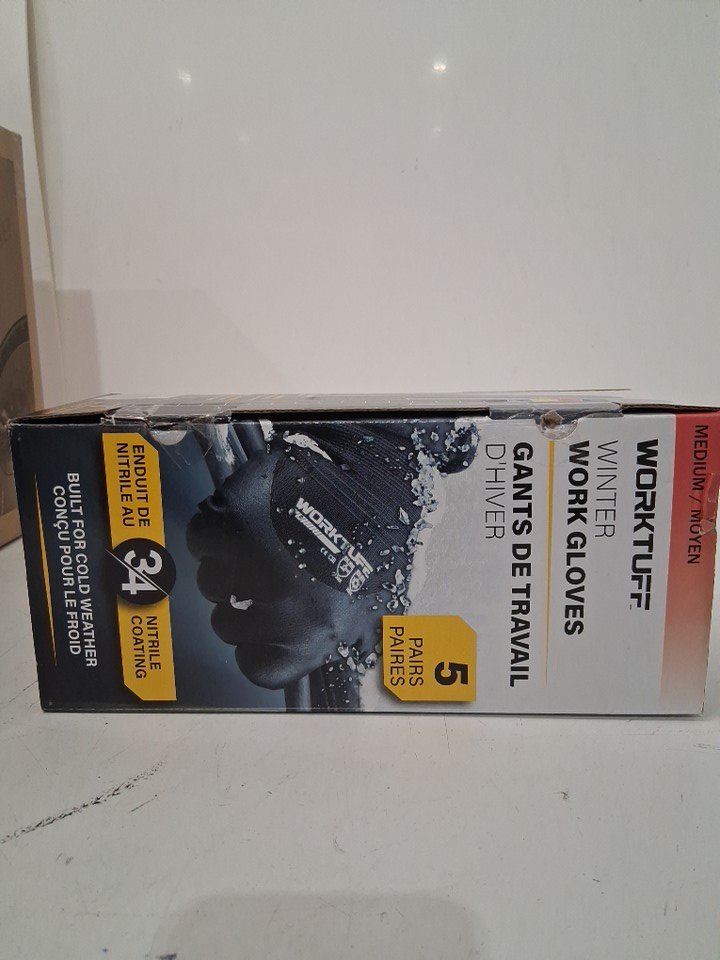 MEDIUM / MOYEN
WORKTUFF™
WINTER
WORK GLOVES
GANTS DE TRAVAIL
D'HIVER
5
PAIRS
PAIRES
WORKTUFF
ENDUIT DE
NITRILE AU
3/4
NITRILE
COATING
BUILT FOR COLD WEATHER
CONÇU POUR LE FROID